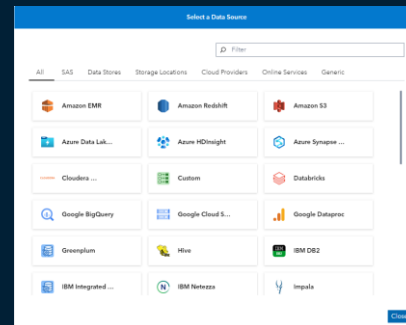 Select a Data Source
Filter
All SAS Data Stores Storage Locations Cloud Providers Online Services Generic
Amazon EMR Amazon Redshift Amazon S3
Azure Data Lak... Azure HDInsight Azure Synapse ...
Cloudera ... Custom Databricks
Google BigQuery Google Cloud S... Google Dataproc
Greenplum Hive IBM DB2
IBM Integrated ... IBM Netezza Impala
Close